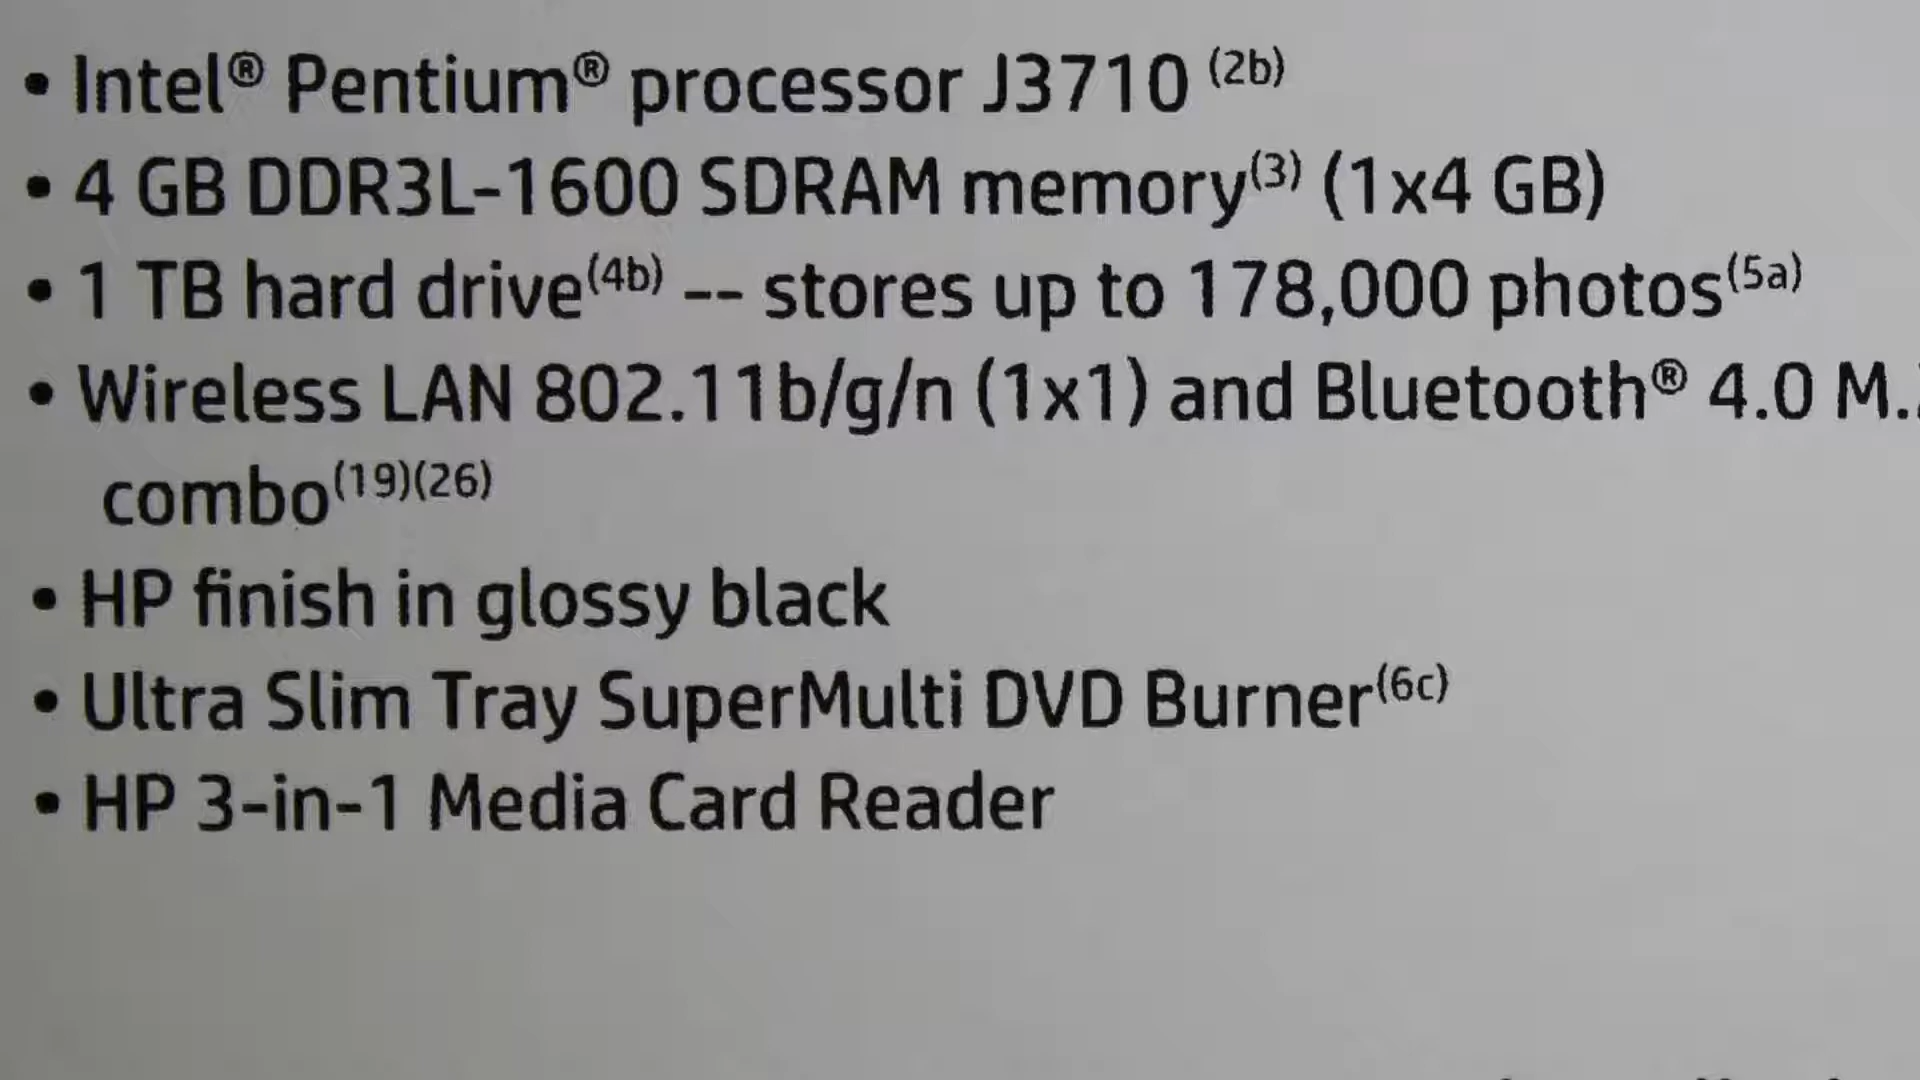 • Intel® Pentium® processor J3710 (2b)
• 4 GB DDR3L-1600 SDRAM memory(3) (1x4 GB)
• 1 TB hard drive(4b) -- stores up to 178,000 photos(5a)
• Wireless LAN 802.11b/g/n (1x1) and Bluetooth® 4.0
combo(19)(26)
• HP finish in glossy black
• Ultra Slim Tray SuperMulti DVD Burner(6c)
• HP 3-in-1 Media Card Reader